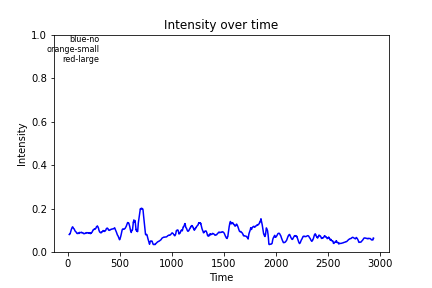 Intensity over time
blue-no
orange-small
red-large
1.0
0.8
0.6
0.4
0.2
0.0
Intensity
0 500 1000 1500 2000 2500 3000
Time